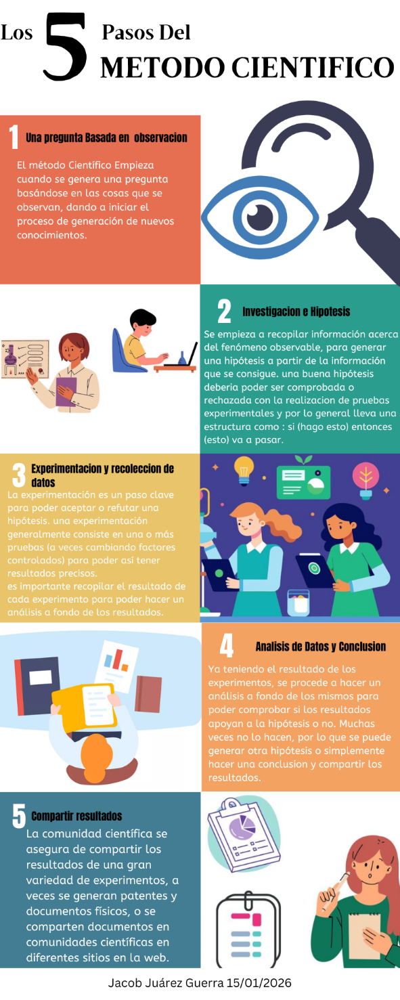 Los 5 Pasos Del
METODO CIENTIFICO
1 Una pregunta Basada en observacion
El método Científico Empieza
cuando se genera una pregunta
basándose en las cosas que se
observan, dando a iniciar el
proceso de generación de nuevos
conocimientos.
2 Investigacion e Hipotesis
Se empieza a recopilar información acerca
del fenómeno observable, para generar
una hipótesis a partir de la información
que se consigue. una buena hipótesis
deberia poder ser comprobada o
rechazada con la realizacion de pruebas
experimentales y por lo general lleva una
estructura como : si (hago esto) entonces
(esto) va a pasar.
3 Experimentacion y recoleccion de
datos
La experimentación es un paso clave
para poder aceptar o refutar una
hipótesis. una experimentación
generalmente consiste en una o más
pruebas (a veces cambiando factores
controlados) para poder asi tener
resultados precisos.
es importante recopilar el resultado de
cada experimento para poder hacer un
análisis a fondo de los resultados.
4 Analisis de Datos y Conclusion
Ya teniendo el resultado de los
experimentos, se procede a hacer un
análisis a fondo de los mismos para
poder comprobar si los resultados
apoyan a la hipótesis o no. Muchas
veces no lo hacen, por lo que se puede
generar otra hipótesis o simplemente
hacer una conclusion y compartir los
resultados.
5 Compartir resultados
La comunidad científica se
asegura de compartir los
resultados de una gran
variedad de experimentos, a
veces se generan patentes y
documentos físicos, o se
comparten documentos en
comunidades científicas en
diferentes sitios en la web.
Jacob Juárez Guerra 15/01/2026